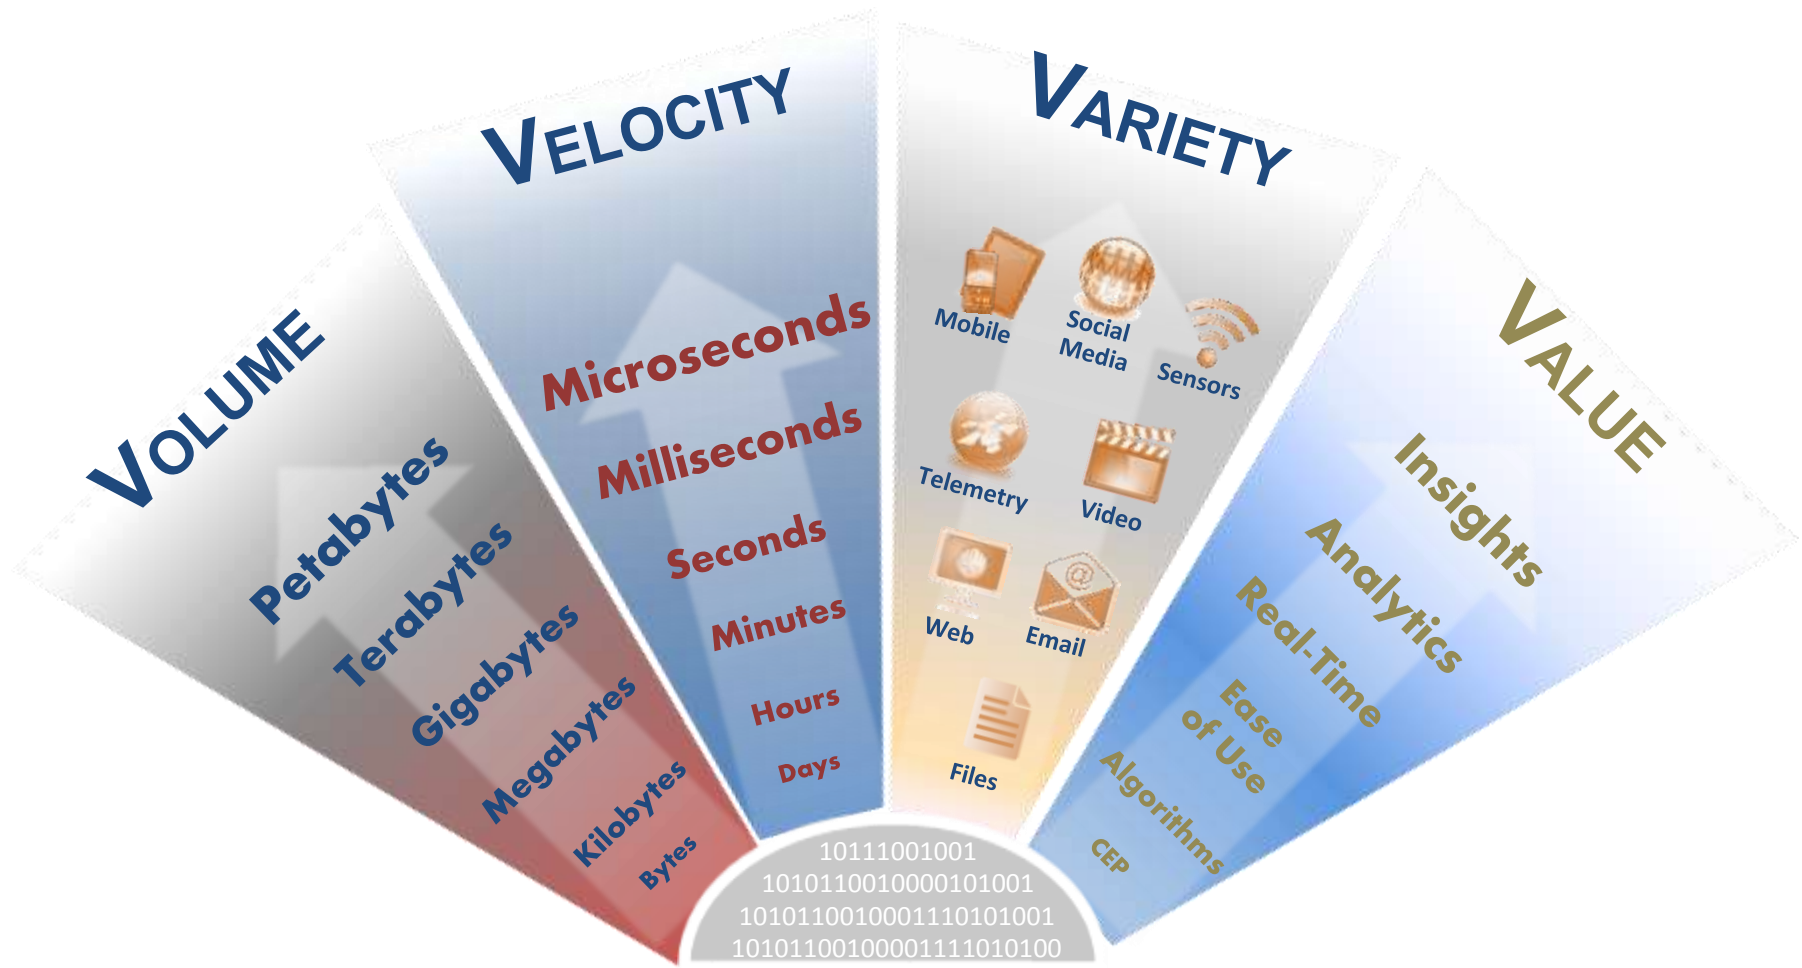 VOLUME
Petabytes
Terabytes
Gigabytes
Megabytes
Kilobytes
Bytes
VELOCITY
Microseconds
Milliseconds
Seconds
Minutes
Hours
Days
VARIETY
Mobile
Social
Media
Sensors
Telemetry
Video
Web
Email
Files
VALUE
Insights
Analytics
Real-Time
Ease
of Use
Algorithms
CEP
10111001001
1010110010000101001
1010110010001110101001
10101100100001111010100